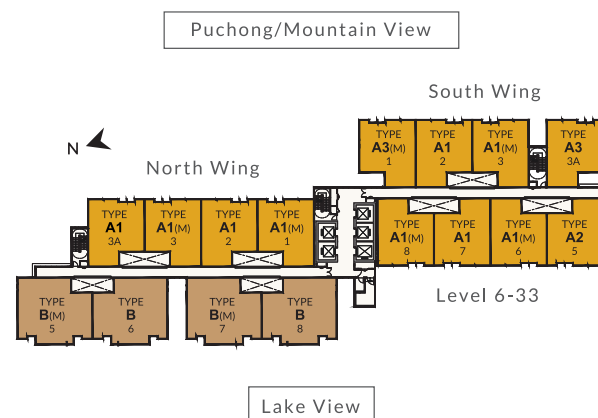 Puchong/Mountain View
South Wing
TYPE
A3(M)
1
TYPE
A1
2
TYPE
A1(M)
3
TYPE
A3
3A
N
North Wing
TYPE
A1
3A
TYPE
A1(M)
3
TYPE
A1
2
TYPE
A1(M)
1
TYPE
A1(M)
8
TYPE
A1
7
TYPE
A1(M)
6
TYPE
A2
5
TYPE
B(M)
5
TYPE
B
6
TYPE
B(M)
7
TYPE
B
8
Level 6-33
Lake View